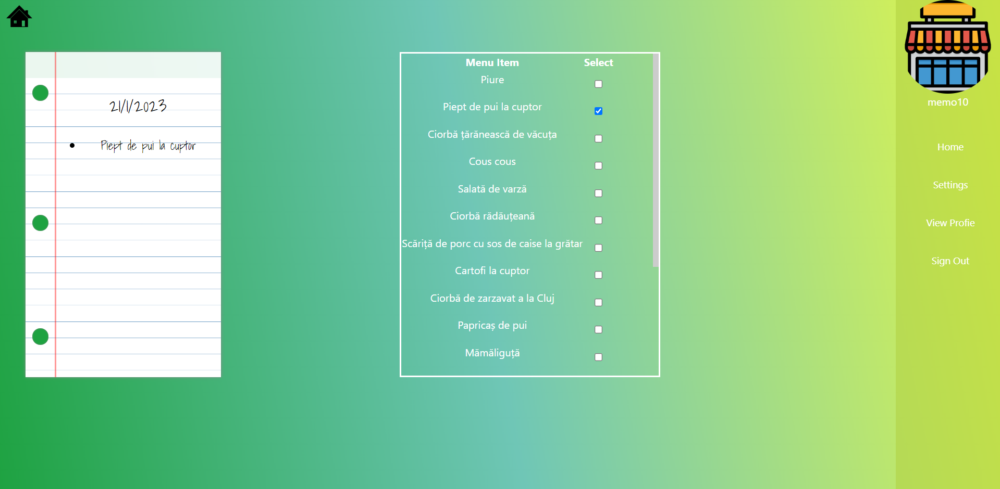 21/1/2023
Piept de pui la cuptor
Menu Item Select
Piure
Piept de pui la cuptor
Ciorbă țărănească de văcuța
Cous cous
Salată de varză
Ciorbă rădăuțeană
Scăriță de porc cu sos de caise la grătar
Cartofi la cuptor
Ciorbă de zarzavat a la Cluj
Papricaș de pui
Mămăliguță
memo10
Home
Settings
View Profie
Sign Out